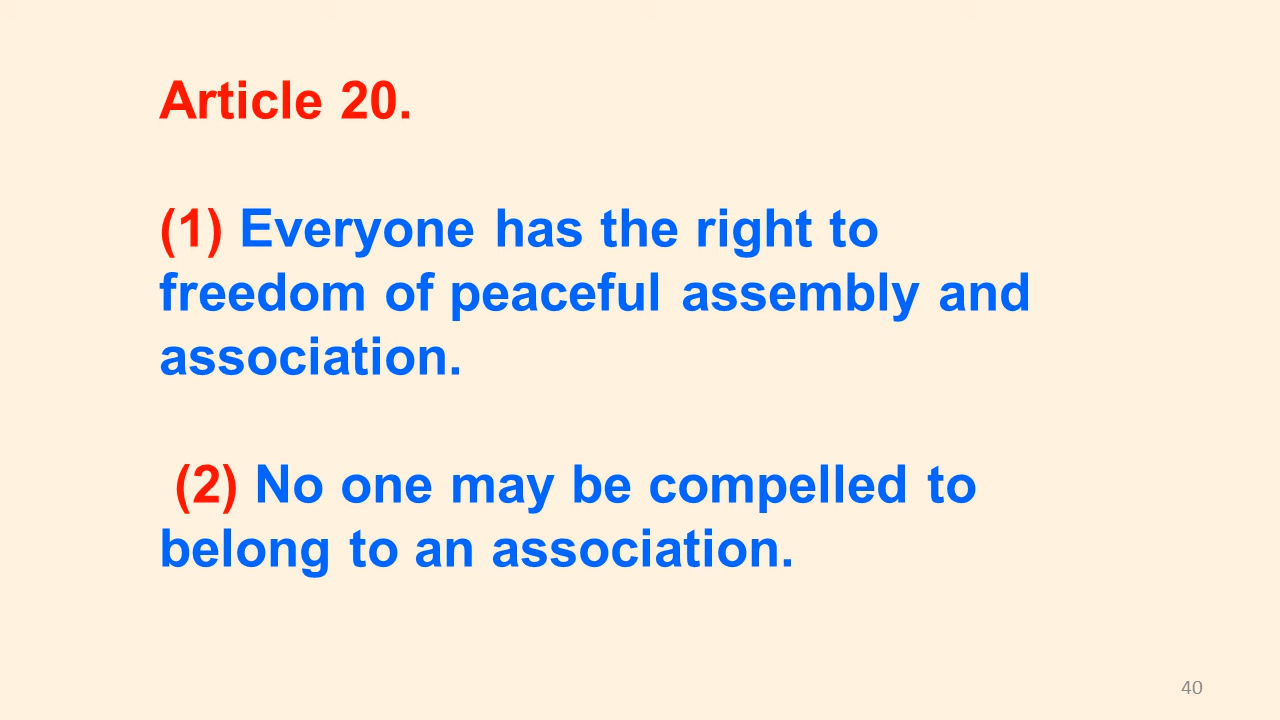 Article 20.
(1) Everyone has the right to
freedom of peaceful assembly and
association.
(2) No one may be compelled to
belong to an association.
40